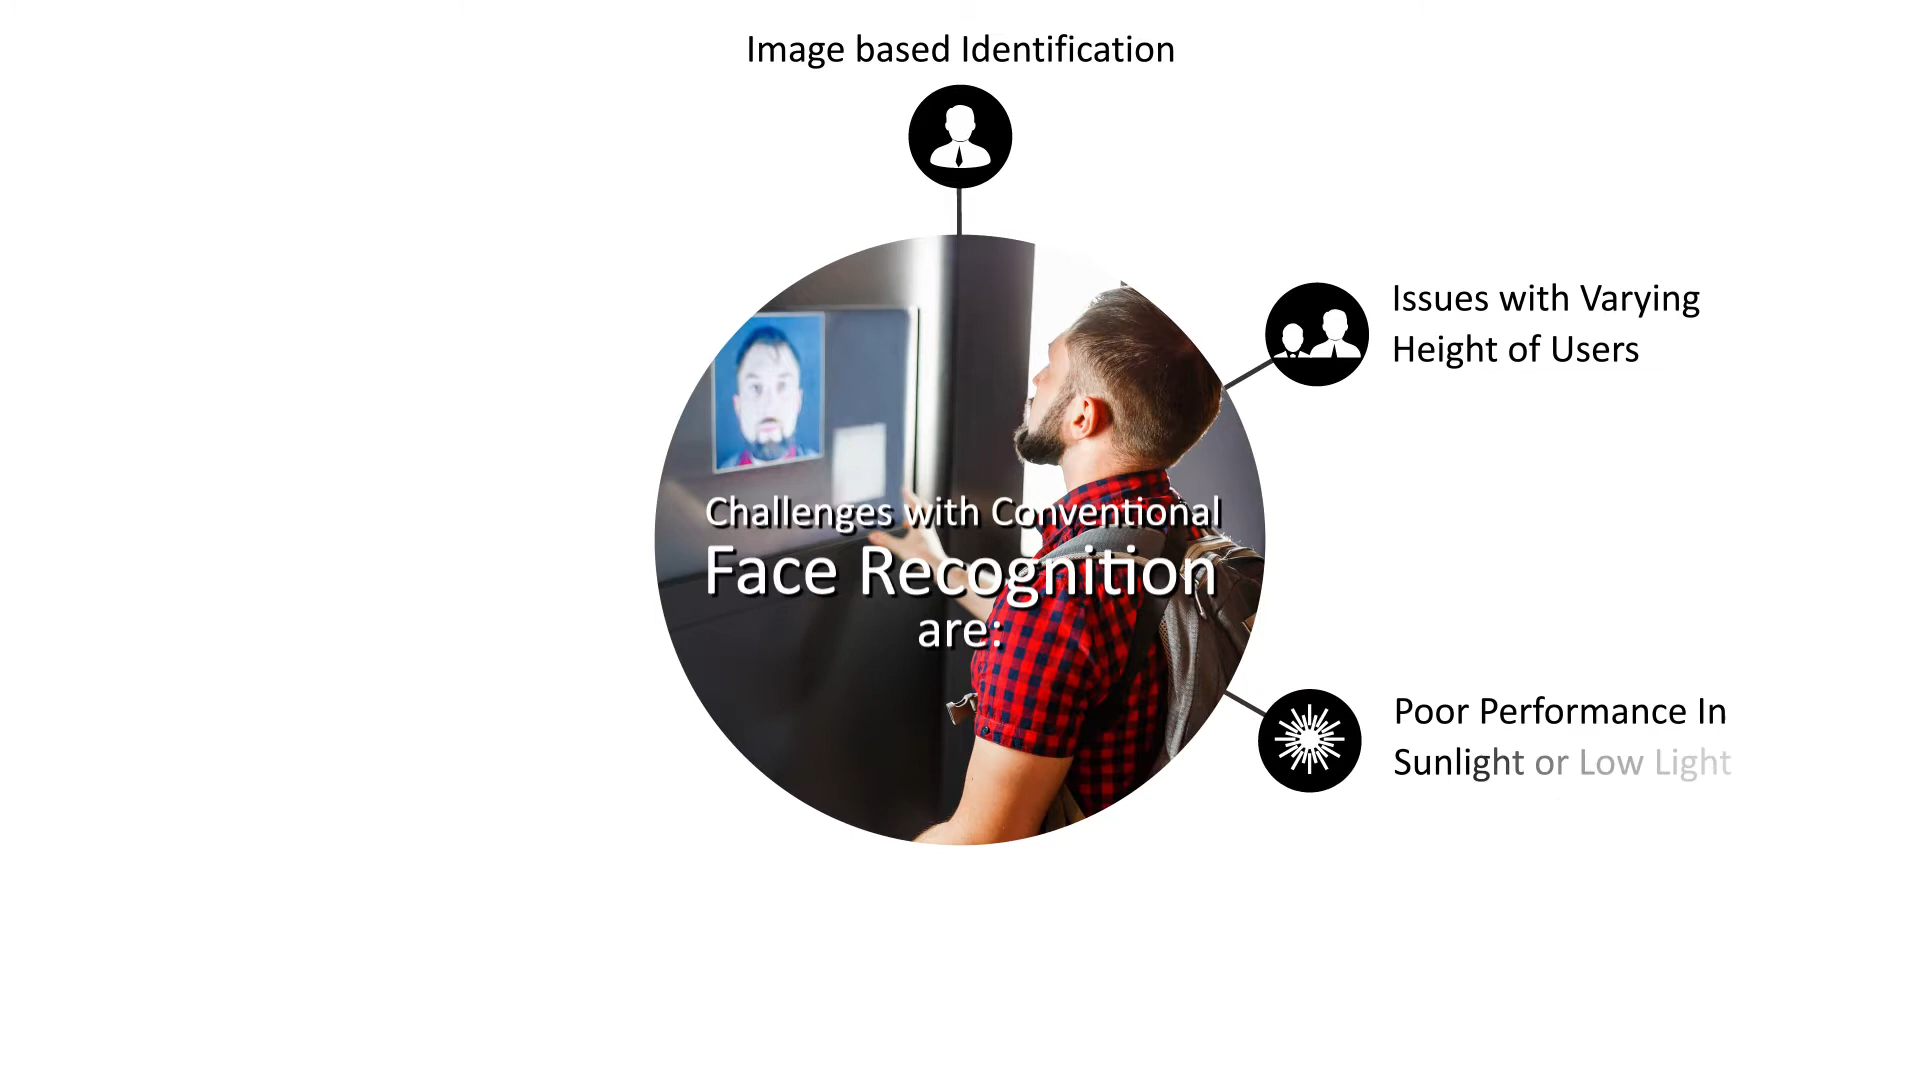 Image based Identification
Issues with Varying
Height of Users
Challenges with Conventional
Face Recognition
are:
Poor Performance In
Sunlight or Low Light